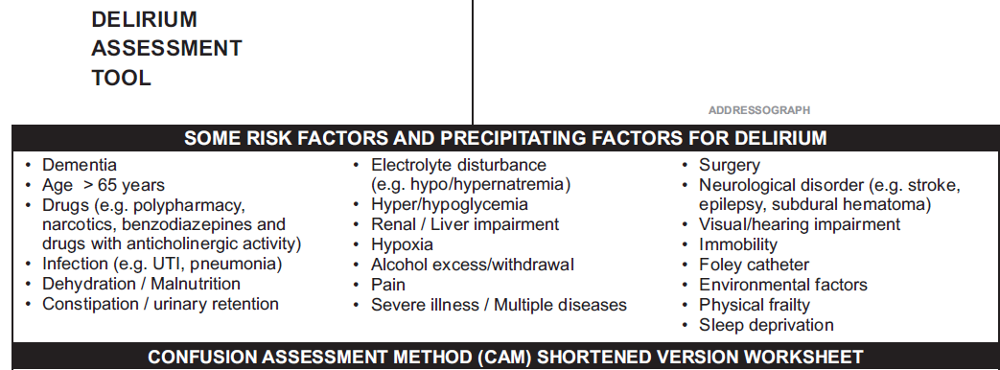 DELIRIUM
ASSESSMENT
TOOL
ADDRESSOGRAPH
SOME RISK FACTORS AND PRECIPITATING FACTORS FOR DELIRIUM
• Dementia
• Age > 65 years
• Drugs (e.g. polypharmacy,
narcotics, benzodiazepines and
drugs with anticholinergic activity)
• Infection (e.g. UTI, pneumonia)
• Dehydration / Malnutrition
• Constipation / urinary retention
• Electrolyte disturbance
(e.g. hypo/hypernatremia)
• Hyper/hypoglycemia
• Renal / Liver impairment
• Hypoxia
• Alcohol excess/withdrawal
• Pain
• Severe illness / Multiple diseases
• Surgery
• Neurological disorder (e.g. stroke,
epilepsy, subdural hematoma)
• Visual/hearing impairment
• Immobility
• Foley catheter
• Environmental factors
• Physical frailty
• Sleep deprivation
CONFUSION ASSESSMENT METHOD (CAM) SHORTENED VERSION WORKSHEET